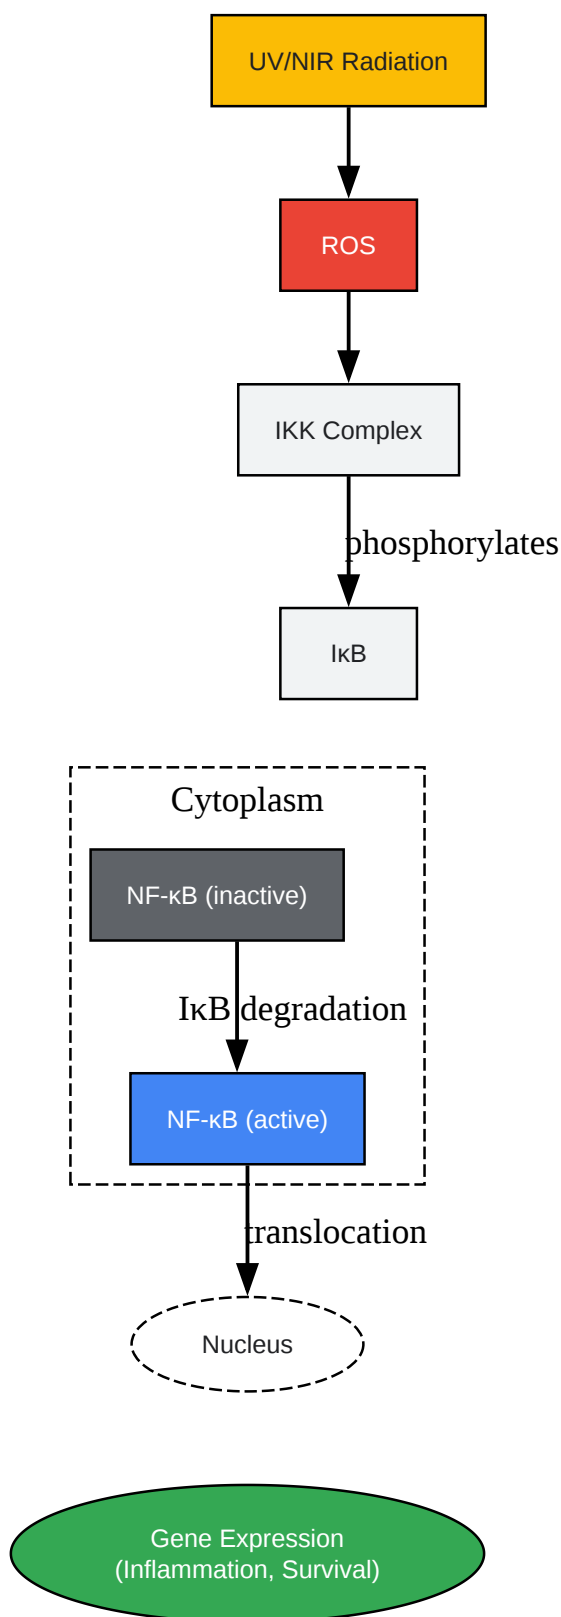 UV/NIR Radiation
ROS
IKK Complex
phosphorylates
IκB
Cytoplasm
NF-κB (inactive)
IκB degradation
NF-κB (active)
translocation
Nucleus
Gene Expression
(Inflammation, Survival)